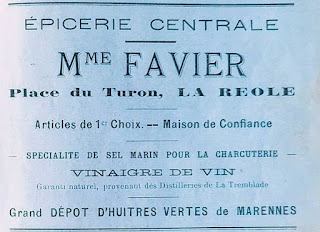 ÉPICERIE CENTRALE
MME FAVIER
Place du Turon, LA REOLE
Articles de 1er Choix. -- Maison de Confiance
SPECIALITE DE SEL MARIN POUR LA CHARCUTERIE
VINAIGRE DE VIN
Garanti naturel, provenant des Distilleries de La Tremblade
Grand DÉPOT D'HUITRES VERTES de MARENNES